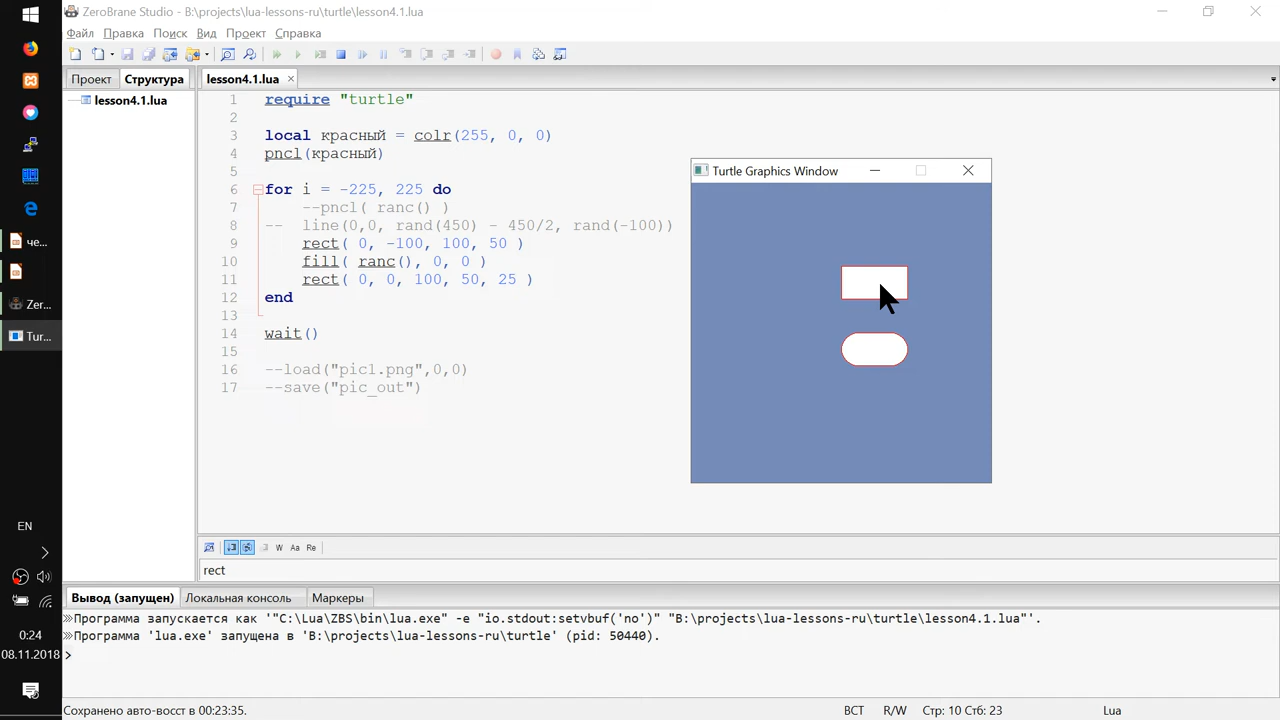 ZeroBrane Studio - B:\projects\lua-lessons-ru\turtle\lesson4.1.lua
Файл Правка Поиск Вид Проект Справка
Проект Структура
lesson4.1.lua
lesson4.1.lua
1 require "turtle"
2
3 local красный = colr(255, 0, 0)
4 pncl(красный)
5
6 for i = -225, 225 do
7 --pncl( ranc() )
8 -- line(0,0, rand(450) - 450/2, rand(-100))
9 rect( 0, -100, 100, 50 )
10 fill( ranc(), 0, 0 )
11 rect( 0, 0, 100, 50, 25 )
12 end
13
14 wait()
15
16 --load("pic1.png",0,0)
17 --save("pic_out")
Turtle Graphics Window
че...
Zer...
Tur...
EN
0:24
08.11.2018
W Aa Re
rect
Вывод (запущен) Локальная консоль Маркеры
Программа запускается как '"C:\Lua\ZBS\bin\lua.exe" -e "io.stdout:setvbuf('no')" "B:\projects\lua-lessons-ru\turtle\lesson4.1.lua"'.
Программа 'lua.exe' запущена в 'B:\projects\lua-lessons-ru\turtle' (pid: 50440).
>
Сохранено авто-восст в 00:23:35.
ВСТ R/W Стр: 10 Стб: 23 Lua